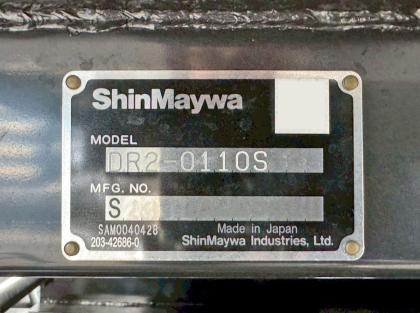 ShinMaywa
MODEL
DR2-0110S
MFG. NO.
S
SAM0040428
203-42686-0
Made in Japan
ShinMaywa Industries, Ltd.